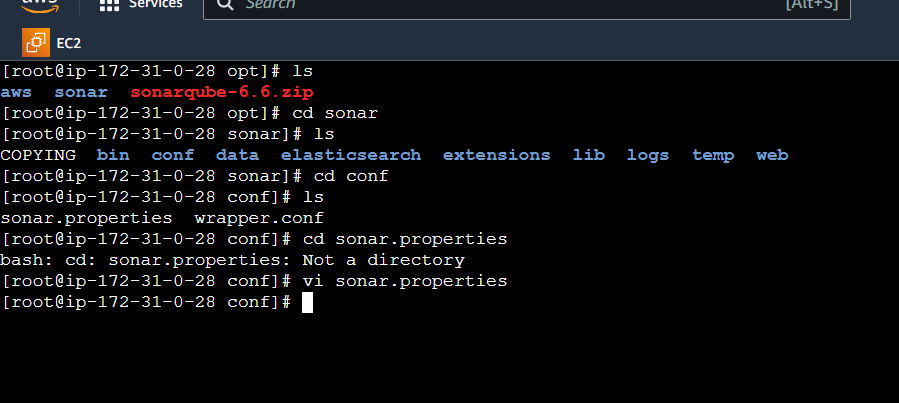 aws
Services
Search
[Alt+S]
EC2
[root@ip-172-31-0-28 opt]# ls
aws sonar sonarqube-6.6.zip
[root@ip-172-31-0-28 opt]# cd sonar
[root@ip-172-31-0-28 sonar]# ls
COPYING bin conf data elasticsearch extensions lib logs temp web
[root@ip-172-31-0-28 sonar]# cd conf
[root@ip-172-31-0-28 conf]# ls
sonar.properties wrapper.conf
[root@ip-172-31-0-28 conf]# cd sonar.properties
bash: cd: sonar.properties: Not a directory
[root@ip-172-31-0-28 conf]# vi sonar.properties
[root@ip-172-31-0-28 conf]#